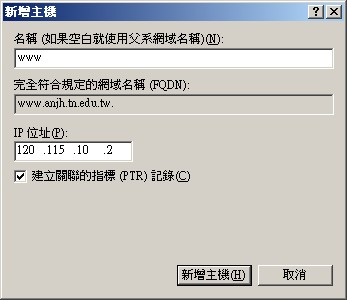 新增主機
名稱 (如果空白就使用父系網域名稱)(N):
www
完全符合規定的網域名稱 (FQDN):
www.anjh.tn.edu.tw.
IP 位址(P):
120 .115 .10 .2
建立關聯的指標 (PTR) 記錄(C)
新增主機(H) 取消